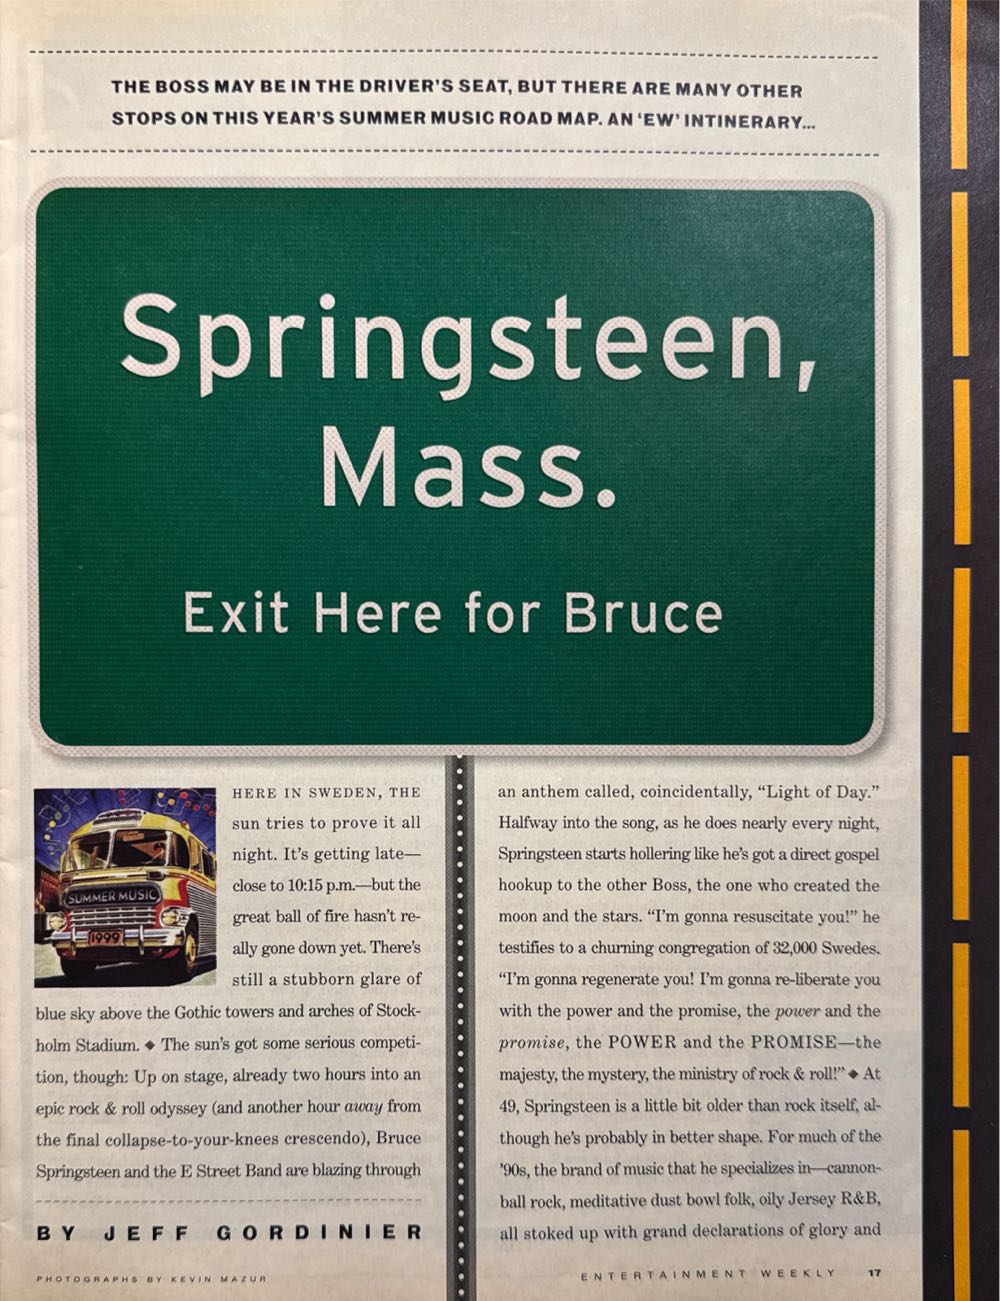 THE BOSS MAY BE IN THE DRIVER'S SEAT, BUT THERE ARE MANY OTHER
STOPS ON THIS YEAR'S SUMMER MUSIC ROAD MAP. AN 'EW' INTINERARY...
Springsteen,
Mass.
Exit Here for Bruce
SUMMER MUSIC
1999
HERE IN SWEDEN, THE
sun tries to prove it all
night. It's getting late—
close to 10:15 p.m.—but the
great ball of fire hasn't re-
ally gone down yet. There's
still a stubborn glare of
blue sky above the Gothic towers and arches of Stock-
holm Stadium. ◆ The sun's got some serious competi-
tion, though: Up on stage, already two hours into an
epic rock & roll odyssey (and another hour away from
the final collapse-to-your-knees crescendo), Bruce
Springsteen and the E Street Band are blazing through
BY JEFF GORDINIER
PHOTOGRAPHS BY KEVIN MAZUR
an anthem called, coincidentally, “Light of Day.”
Halfway into the song, as he does nearly every night,
Springsteen starts hollering like he's got a direct gospel
hookup to the other Boss, the one who created the
moon and the stars. “I'm gonna resuscitate you!” he
testifies to a churning congregation of 32,000 Swedes.
“I'm gonna regenerate you! I'm gonna re-liberate you
with the power and the promise, the power and the
promise, the POWER and the PROMISE—the
majesty, the mystery, the ministry of rock & roll!” ◆ At
49, Springsteen is a little bit older than rock itself, al-
though he's probably in better shape. For much of the
'90s, the brand of music that he specializes in—cannon-
ball rock, meditative dust bowl folk, oily Jersey R&B,
all stoked up with grand declarations of glory and
ENTERTAINMENT WEEKLY 17